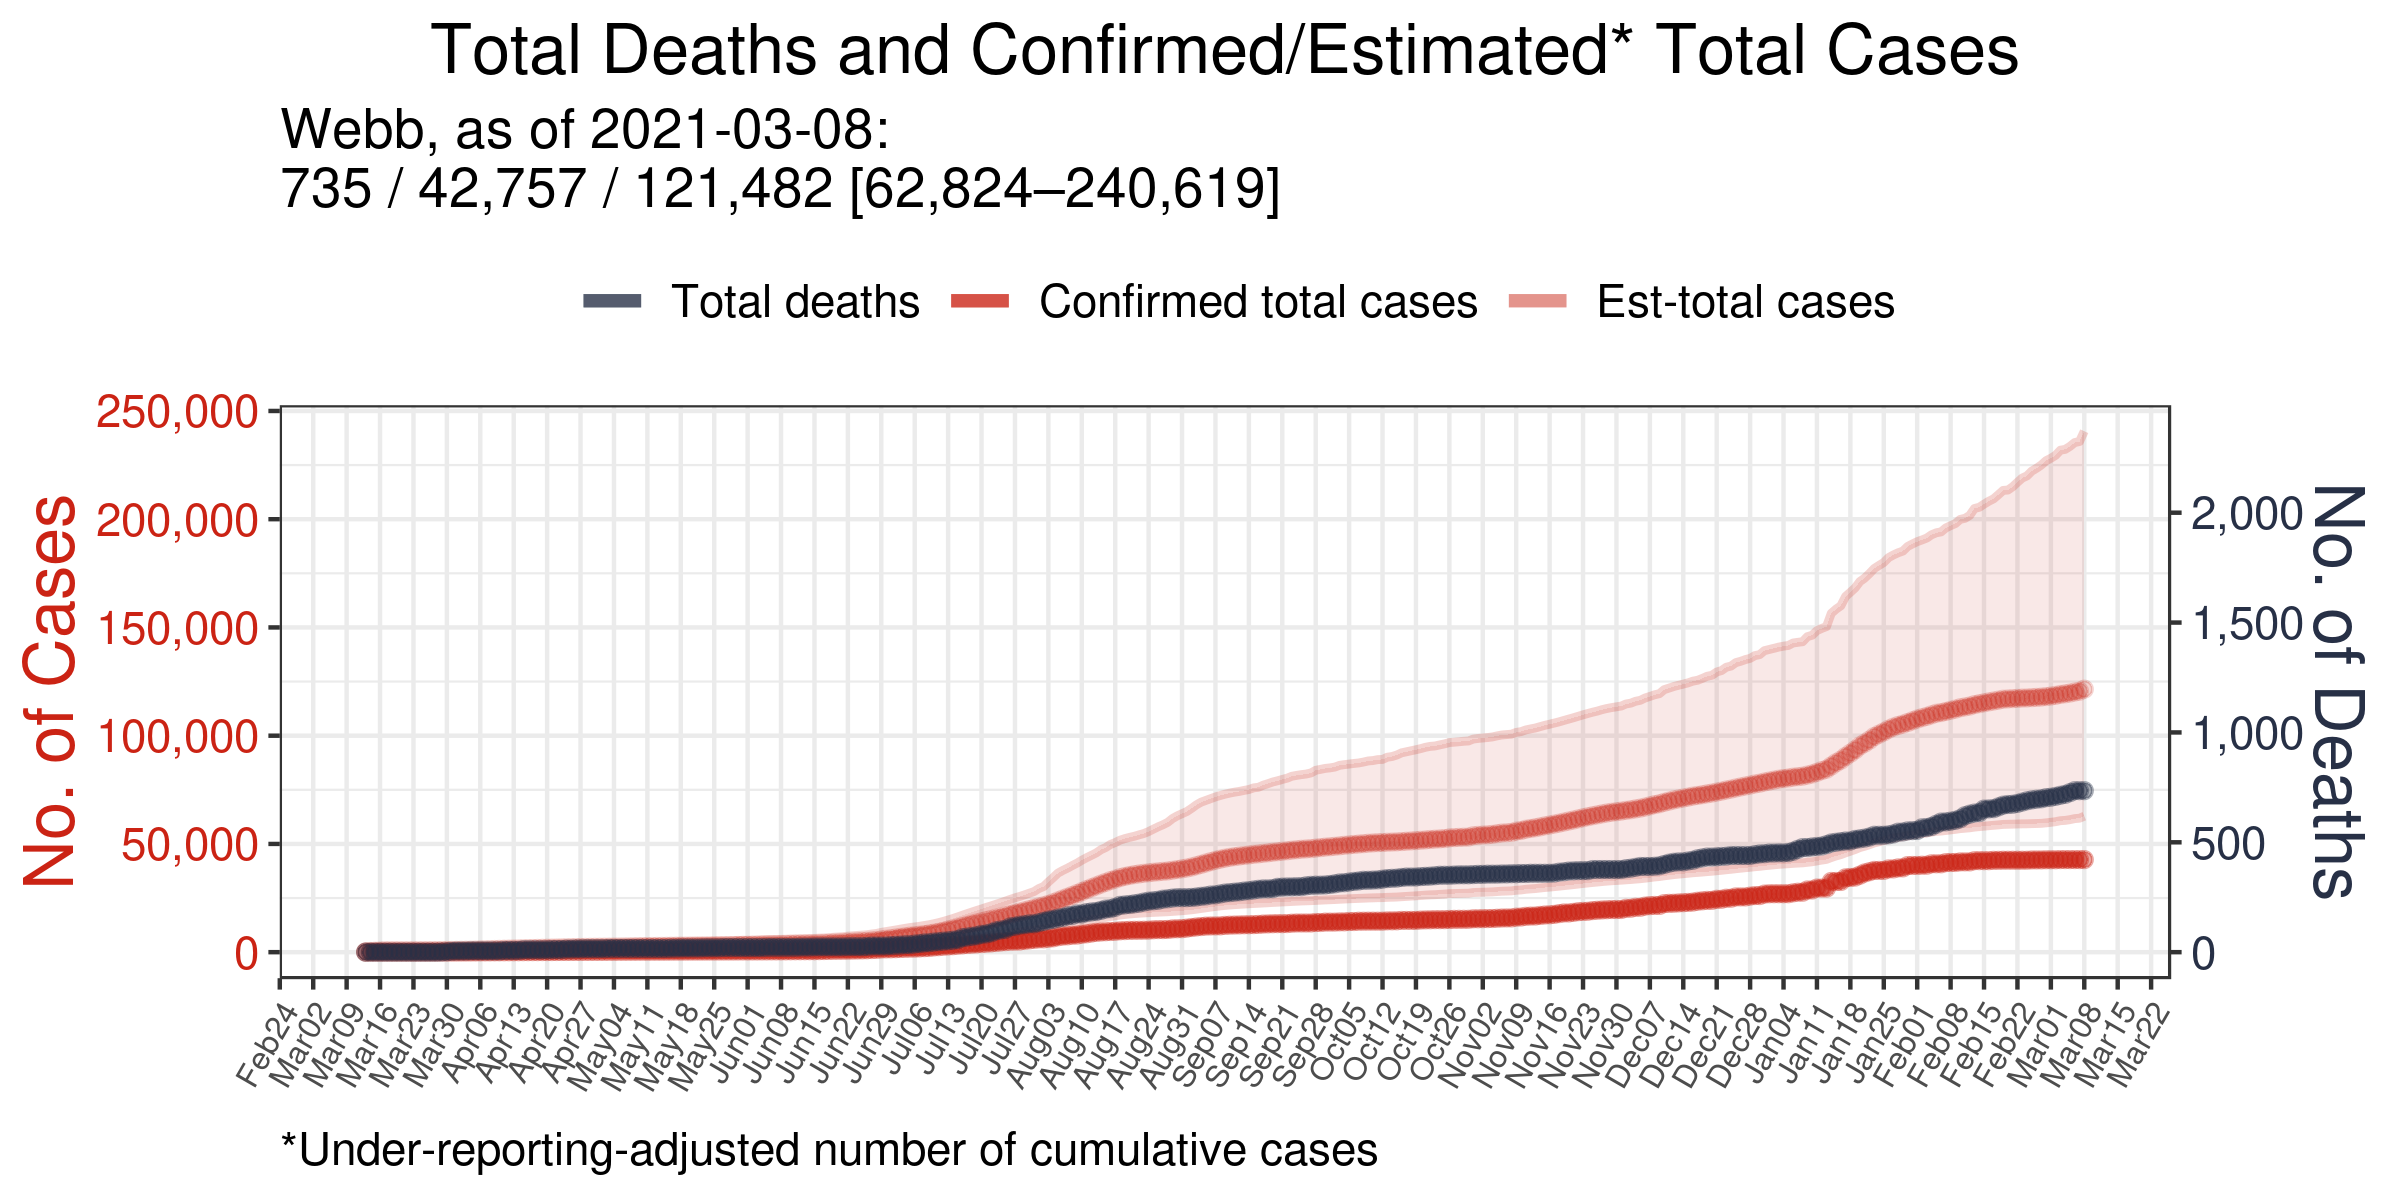 Total Deaths and Confirmed/Estimated* Total Cases
Webb, as of 2021-03-08:
735 / 42,757 / 121,482 [62,824–240,619]
Total deaths
Confirmed total cases
Est-total cases
No. of Cases
250,000
200,000
150,000
100,000
50,000
0
No. of Deaths
2,000
1,500
1,000
500
0
Feb24
Mar02
Mar09
Mar16
Mar23
Mar30
Apr06
Apr13
Apr20
Apr27
May04
May11
May18
May25
Jun01
Jun08
Jun15
Jun22
Jun29
Jul06
Jul13
Jul20
Jul27
Aug03
Aug10
Aug17
Aug24
Aug31
Sep07
Sep14
Sep21
Sep28
Oct05
Oct12
Oct19
Oct26
Nov02
Nov09
Nov16
Nov23
Nov30
Dec07
Dec14
Dec21
Dec28
Jan04
Jan11
Jan18
Jan25
Feb01
Feb08
Feb15
Feb22
Mar01
Mar08
Mar15
Mar22
*Under-reporting-adjusted number of cumulative cases